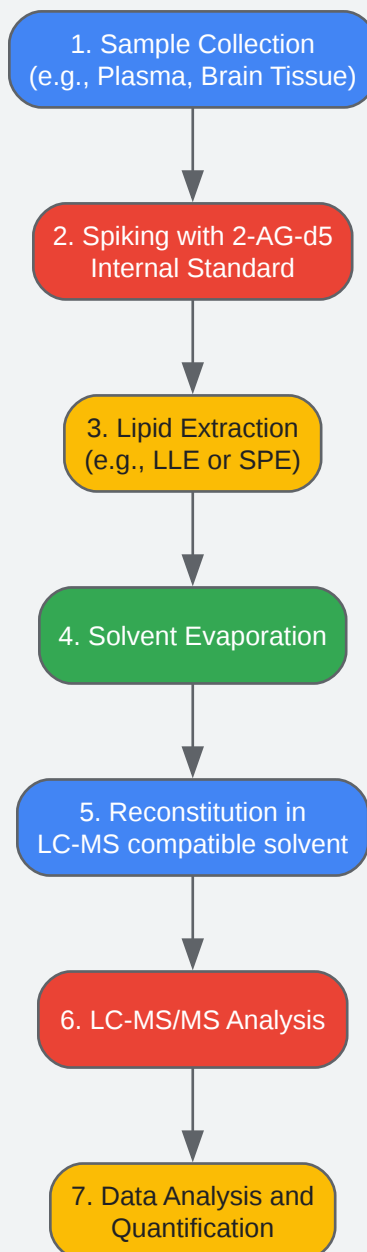 1. Sample Collection
(e.g., Plasma, Brain Tissue)
2. Spiking with 2-AG-d5
Internal Standard
3. Lipid Extraction
(e.g., LLE or SPE)
4. Solvent Evaporation
5. Reconstitution in
LC-MS compatible solvent
6. LC-MS/MS Analysis
7. Data Analysis and
Quantification